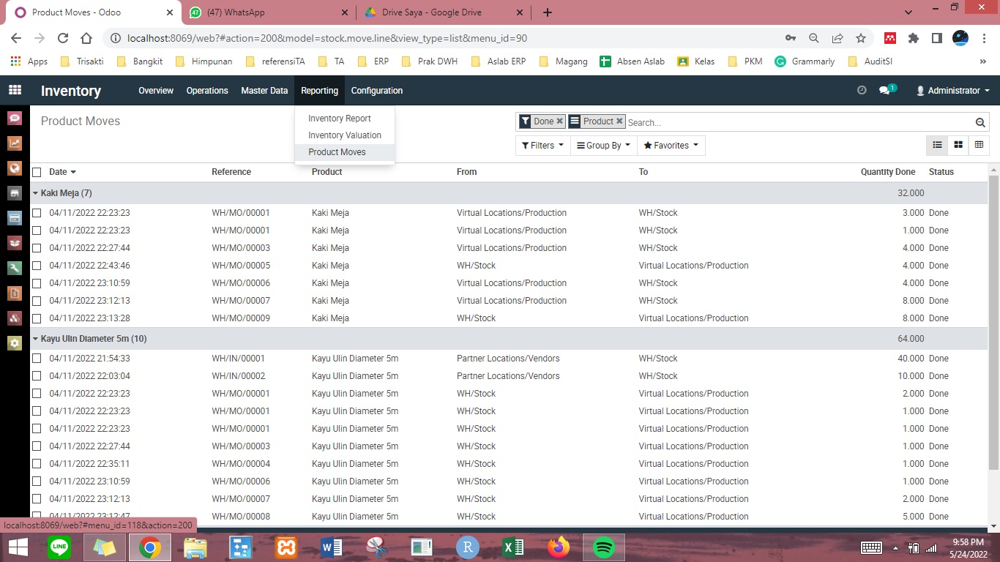 Product Moves - Odoo
(47) WhatsApp
Drive Saya - Google Drive
localhost:8069/web?#action=200&model=stock.move.line&view_type=list&menu_id=90
Apps Trisakti Bangkit Himpunan referensiTA TA ERP Prak DWH Aslab ERP Magang Absen Aslab Kelas PKM Grammarly AuditSI »
Inventory Overview Operations Master Data Reporting Configuration 1 Administrator
Inventory Report
Inventory Valuation
Product Moves
Product Moves
Done Product Search...
Filters Group By Favorites
Date Reference Product From To Quantity Done Status
Kaki Meja (7) 32.000
04/11/2022 22:23:23 WH/MO/00001 Kaki Meja Virtual Locations/Production WH/Stock 3.000 Done
04/11/2022 22:23:23 WH/MO/00001 Kaki Meja Virtual Locations/Production WH/Stock 1.000 Done
04/11/2022 22:27:44 WH/MO/00003 Kaki Meja Virtual Locations/Production WH/Stock 4.000 Done
04/11/2022 22:43:46 WH/MO/00005 Kaki Meja WH/Stock Virtual Locations/Production 4.000 Done
04/11/2022 23:10:59 WH/MO/00006 Kaki Meja Virtual Locations/Production WH/Stock 4.000 Done
04/11/2022 23:12:13 WH/MO/00007 Kaki Meja Virtual Locations/Production WH/Stock 8.000 Done
04/11/2022 23:13:28 WH/MO/00009 Kaki Meja WH/Stock Virtual Locations/Production 8.000 Done
Kayu Ulin Diameter 5m (10) 64.000
04/11/2022 21:54:33 WH/IN/00001 Kayu Ulin Diameter 5m Partner Locations/Vendors WH/Stock 40.000 Done
04/11/2022 22:03:04 WH/IN/00002 Kayu Ulin Diameter 5m Partner Locations/Vendors WH/Stock 10.000 Done
04/11/2022 22:23:23 WH/MO/00001 Kayu Ulin Diameter 5m WH/Stock Virtual Locations/Production 2.000 Done
04/11/2022 22:23:23 WH/MO/00001 Kayu Ulin Diameter 5m WH/Stock Virtual Locations/Production 1.000 Done
04/11/2022 22:23:23 WH/MO/00001 Kayu Ulin Diameter 5m WH/Stock Virtual Locations/Production 1.000 Done
04/11/2022 22:27:44 WH/MO/00003 Kayu Ulin Diameter 5m WH/Stock Virtual Locations/Production 1.000 Done
04/11/2022 22:35:11 WH/MO/00004 Kayu Ulin Diameter 5m WH/Stock Virtual Locations/Production 1.000 Done
04/11/2022 23:10:59 WH/MO/00006 Kayu Ulin Diameter 5m WH/Stock Virtual Locations/Production 1.000 Done
04/11/2022 23:12:13 WH/MO/00007 Kayu Ulin Diameter 5m WH/Stock Virtual Locations/Production 2.000 Done
04/11/2022 23:12:47 WH/MO/00008 Kayu Ulin Diameter 5m WH/Stock Virtual Locations/Production 5.000 Done
localhost:8069/web?#menu_id=118&action=200
LINE
9:58 PM
5/24/2022